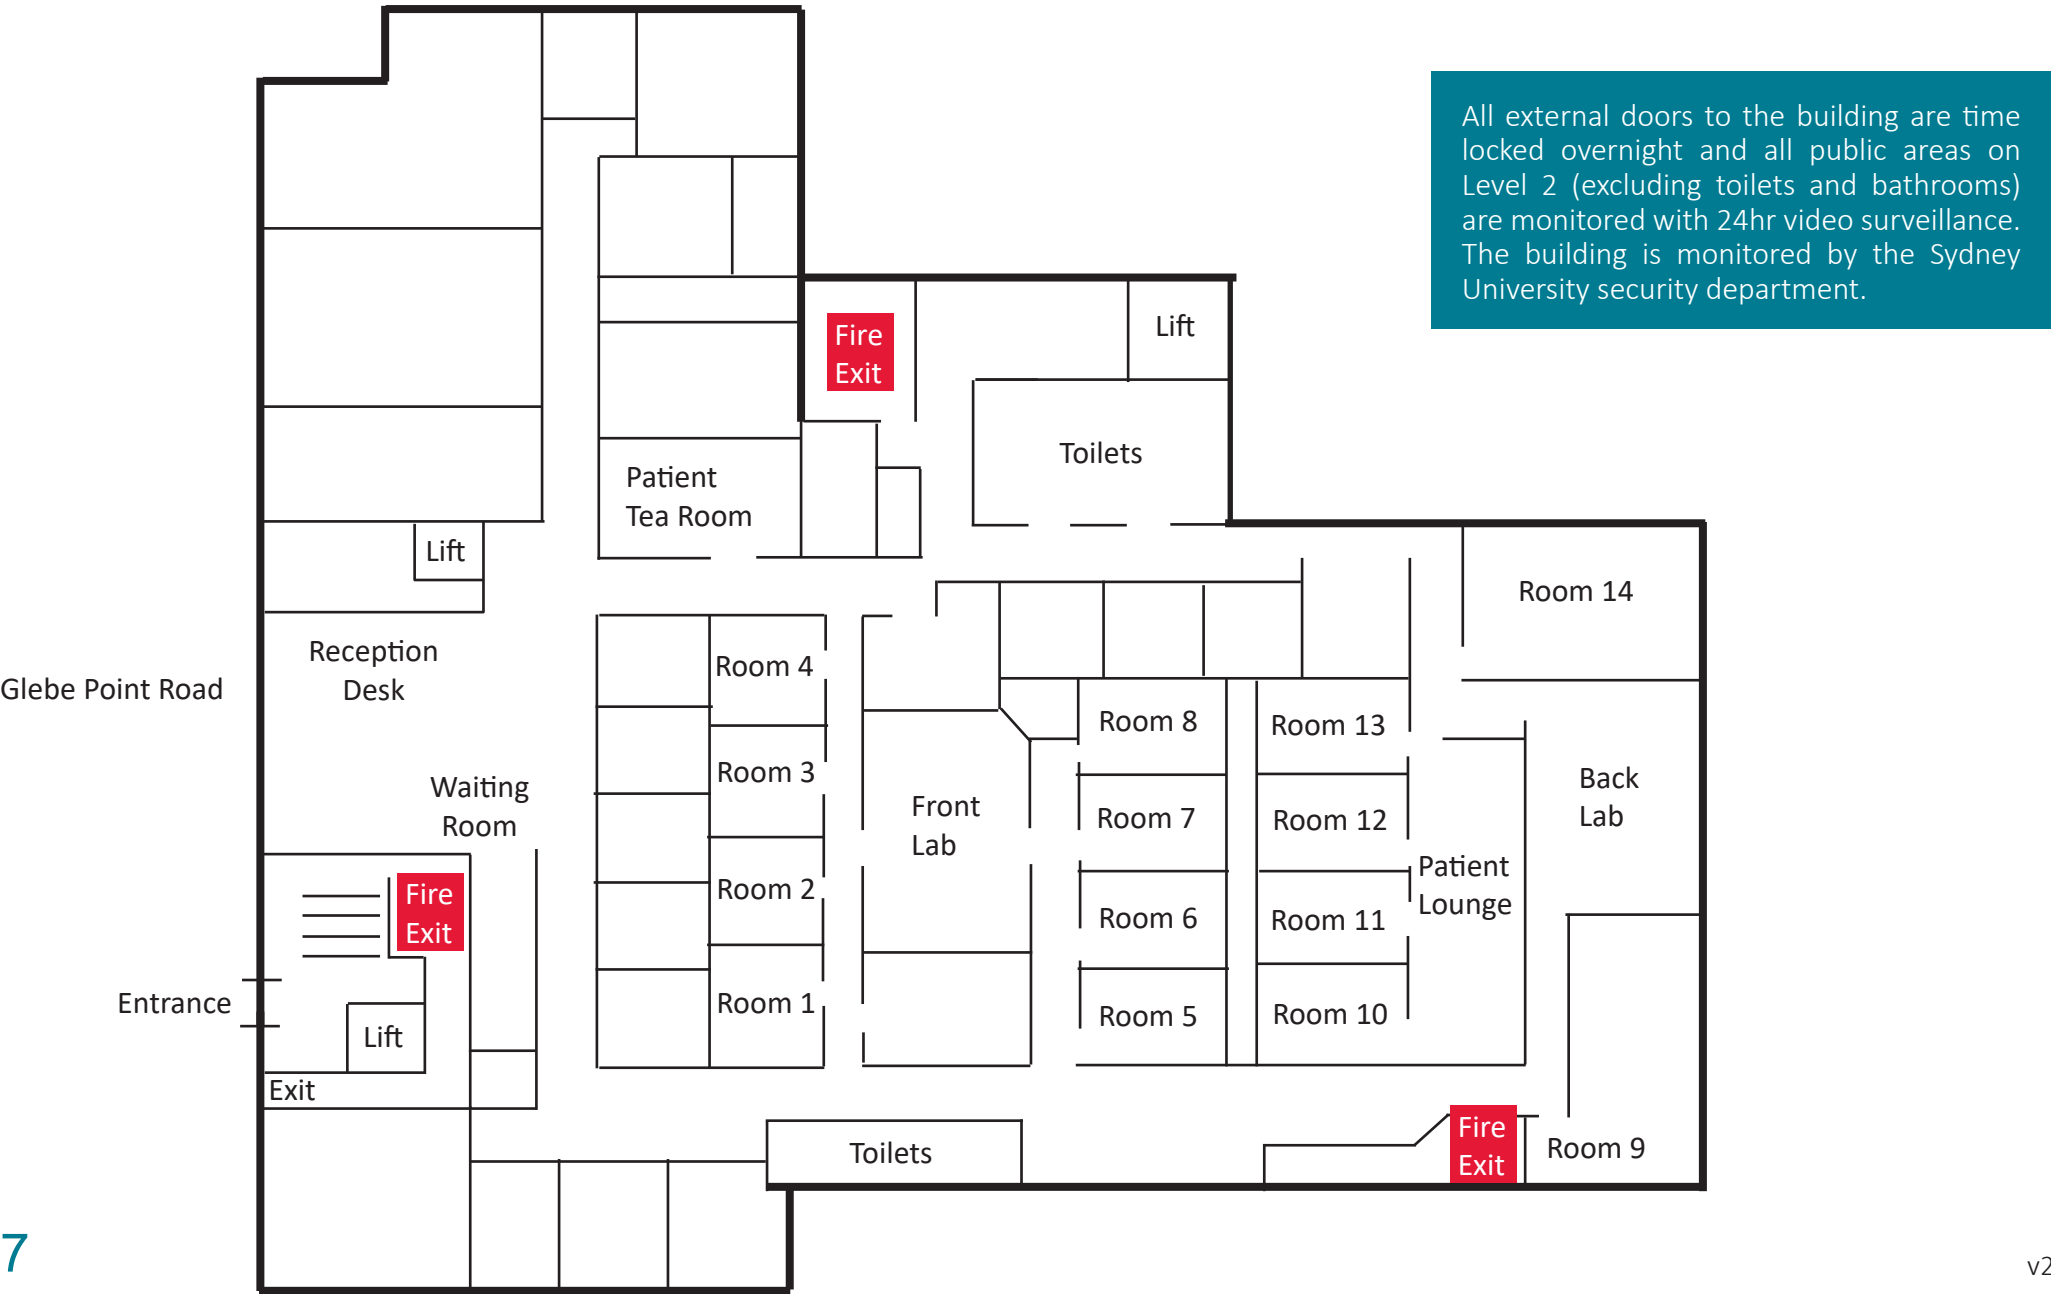 All external doors to the building are time
locked overnight and all public areas on
Level 2 (excluding toilets and bathrooms)
are monitored with 24hr video surveillance.
The building is monitored by the Sydney
University security department.
Fire
Exit
Lift
Toilets
Patient
Tea Room
Lift
Room 14
Reception
Desk
Glebe Point Road
Room 4
Room 8
Room 13
Waiting
Room
Room 3
Front
Lab
Room 7
Room 12
Back
Lab
Patient
Lounge
Fire
Exit
Room 2
Room 6
Room 11
Entrance
Lift
Room 1
Room 5
Room 10
Exit
Toilets
Fire
Exit
Room 9
7
v2